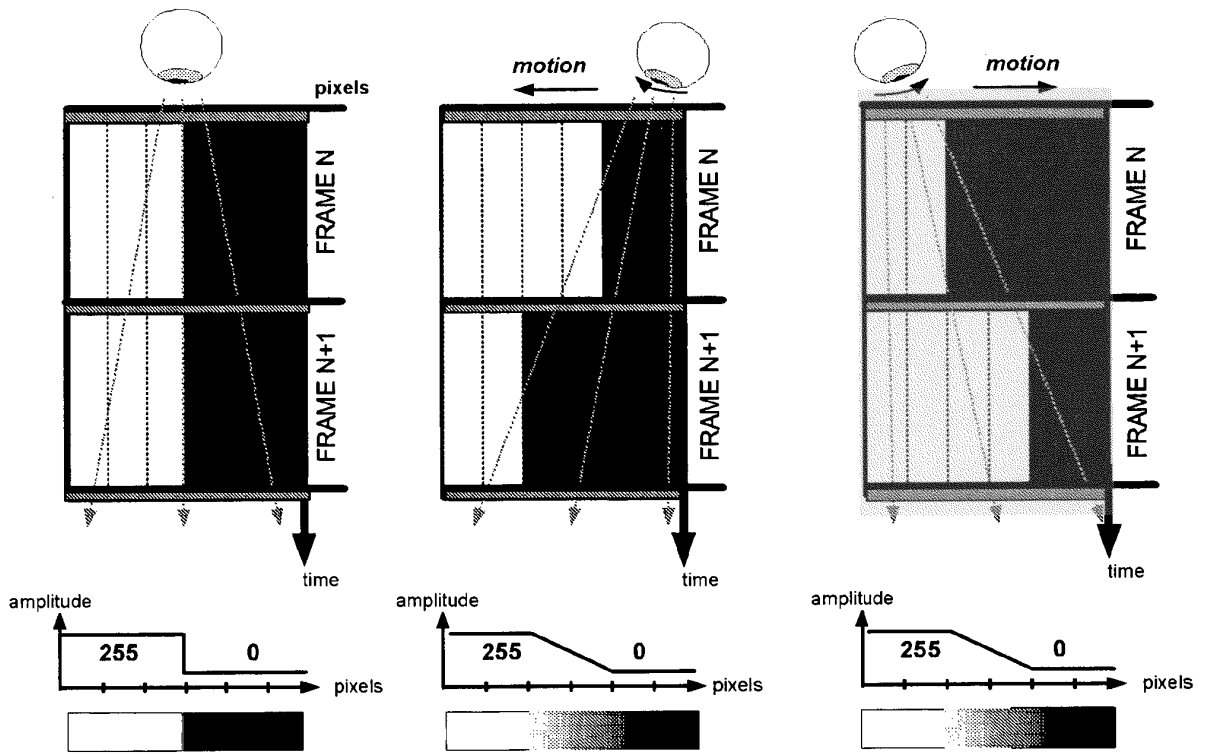 motion
motion
pixels
FRAME N
FRAME N
FRAME N
FRAME N+1
FRAME N+1
FRAME N+1
time
time
time
amplitude
amplitude
amplitude
255 0
255 0
255 0
pixels
pixels
pixels